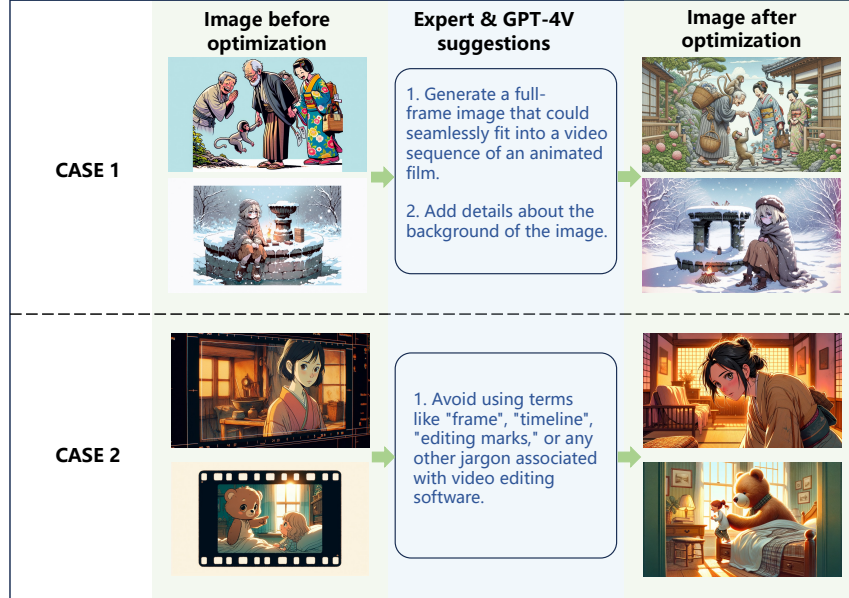 Image before
optimization
Expert & GPT-4V
suggestions
Image after
optimization
CASE 1
1. Generate a full-
frame image that could
seamlessly fit into a video
sequence of an animated
film.
2. Add details about the
background of the image.
CASE 2
1. Avoid using terms
like "frame", "timeline",
"editing marks," or any
other jargon associated
with video editing
software.